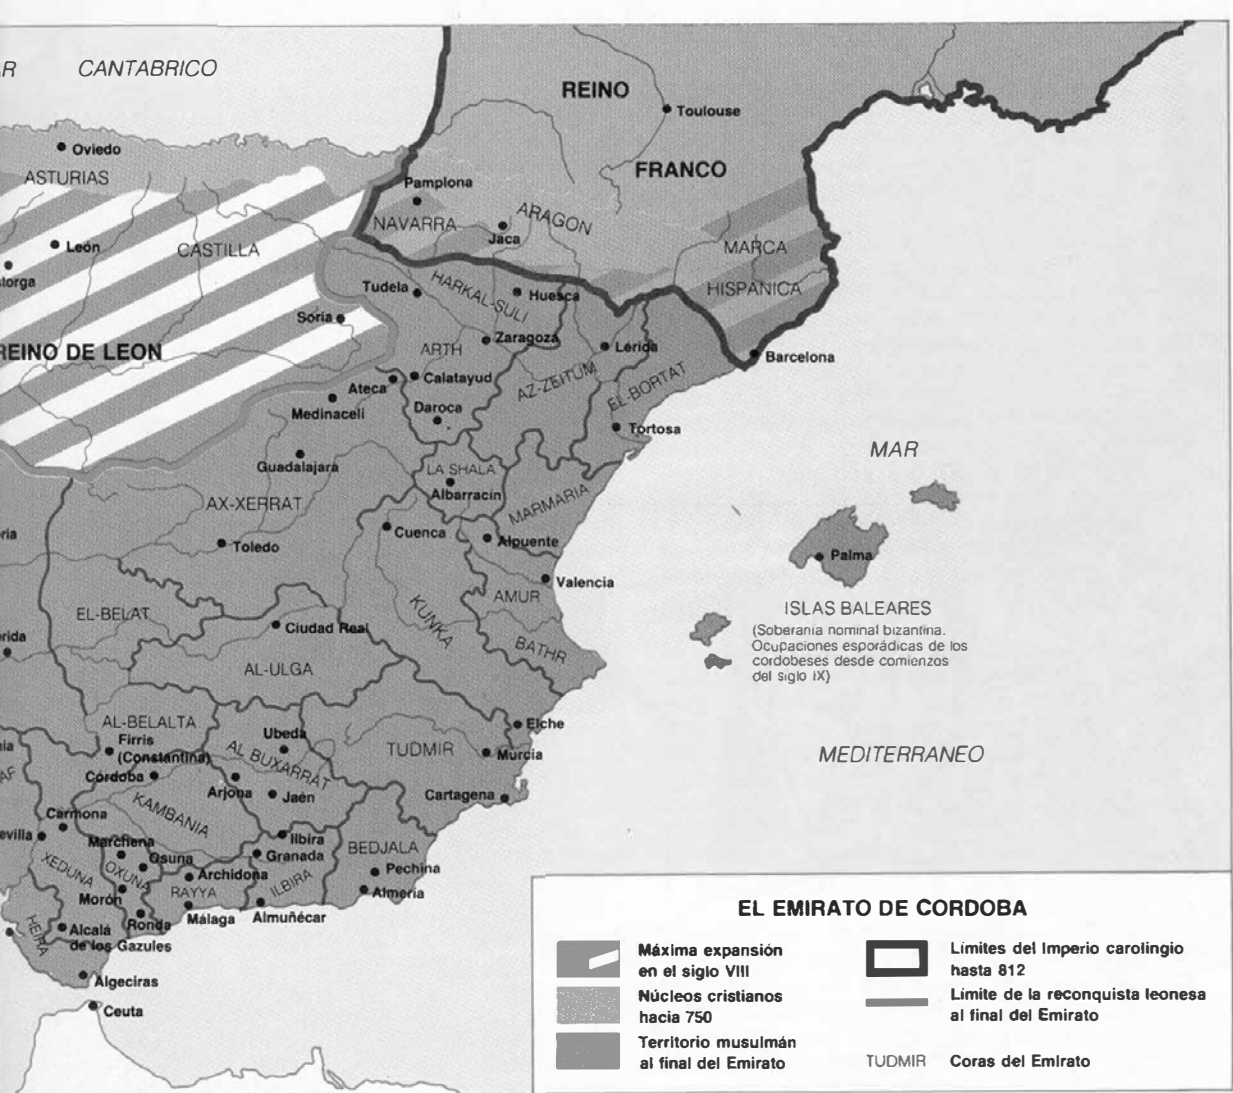 R
CANTABRICO
REINO
FRANCO
Toulouse
Oviedo
ASTURIAS
Pamplona
NAVARRA
ARAGON
Jaca
León
CASTILLA
MARCA
HISPANICA
Tudela
HARKAL-SULI
Huesca
Soria
Zaragoza
REINO DE LEON
ARTH
Lérida
Barcelona
Ateca
Calatayud
AZ-ZEITUM
EL-BORTAT
Medinaceli
Daroca
Tortosa
MAR
Guadalajara
LA SHALA
Albarracín
AX-XERRAT
MARMARIA
Cuenca
Alpuente
Toledo
Palma
Valencia
AMUR
EL-BELAT
KUNKA
ISLAS BALEARES
(Soberanía nominal bizantina.
Ocupaciones esporádicas de los
cordobeses desde comienzos
del siglo IX)
Ciudad Real
BATHR
AL-ULGA
AL-BELALTA
Elche
Firris
(Constantina)
Ubeda
AL BUXARRAT
TUDMIR
Murcia
MEDITERRANEO
Córdoba
Arjona
Jaén
Cartagena
KAMBANIA
Carmona
Ilbira
Marchena
Osuna
Granada
BEDJALA
XEDUNA
OXUNA
Archidona
Pechina
Morón
RAYYA
ILBIRA
Almería
Málaga
Almuñécar
HEIRA
Alcalá
de los Gazules
Ronda
Algeciras
Ceuta
EL EMIRATO DE CORDOBA
Máxima expansión
en el siglo VIII
Núcleos cristianos
hacia 750
Territorio musulmán
al final del Emirato
Límites del Imperio carolingio
hasta 812
Límite de la reconquista leonesa
al final del Emirato
TUDMIR
Coras del Emirato